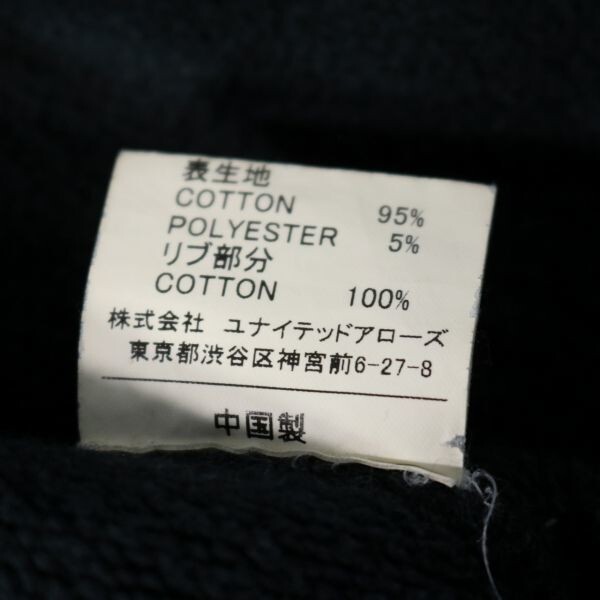 表生地
COTTON 95%
POLYESTER 5%
リブ部分
COTTON 100%
株式会社 ユナイテッドアローズ
東京都渋谷区神宮前6-27-8
中国製